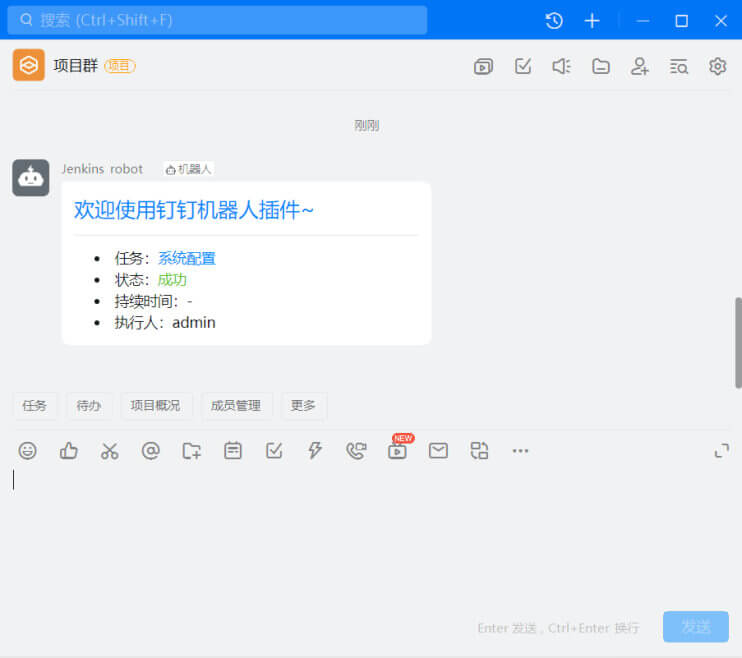 搜索 (Ctrl+Shift+F)
项目群 项目
刚刚
Jenkins robot 机器人
欢迎使用钉钉机器人插件~
• 任务：系统配置
• 状态：成功
• 持续时间：-
• 执行人：admin
任务 待办 项目概况 成员管理 更多
NEW
Enter 发送 , Ctrl+Enter 换行 发送